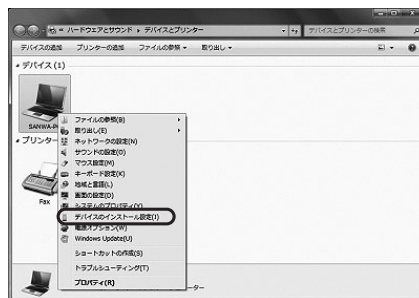 ハードウェアとサウンド ▸ デバイスとプリンター
デバイスとプリンターの検索
デバイスの追加 プリンターの追加 ファイルの参照 取り出し
デバイス (1)
SANWA-P
プリンター
Fax
ファイルの参照(B)
取り出し(E)
ネットワークの設定(N)
サウンドの設定(O)
マウス設定(M)
キーボード設定(K)
地域と言語(L)
画面の設定(D)
システムのプロパティ(Y)
デバイスのインストール設定(I)
電源オプション(W)
Windows Update(U)
ショートカットの作成(S)
トラブルシューティング(T)
プロパティ(R)
ーター